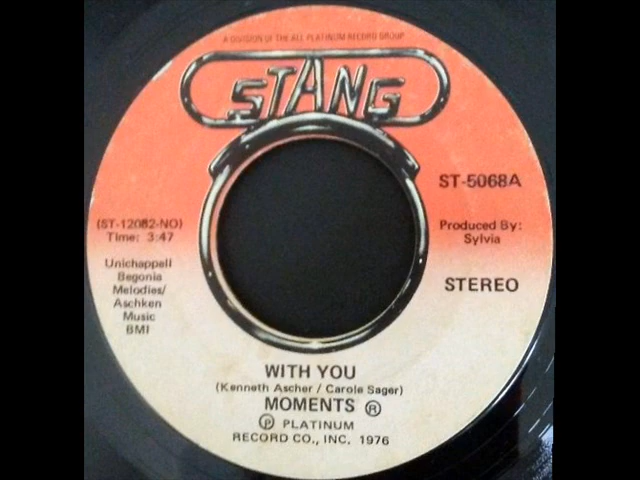 A DIVISION OF THE ALL PLATINUM RECORD GROUP
STANG
ST-5068A
(ST-12082-NO)
Time: 3:47
Produced By:
Sylvia
Unichappell
Begonia
Melodies/
Aschken
Music
BMI
STEREO
WITH YOU
(Kenneth Ascher / Carole Sager)
MOMENTS ®
℗ PLATINUM
RECORD CO., INC. 1976